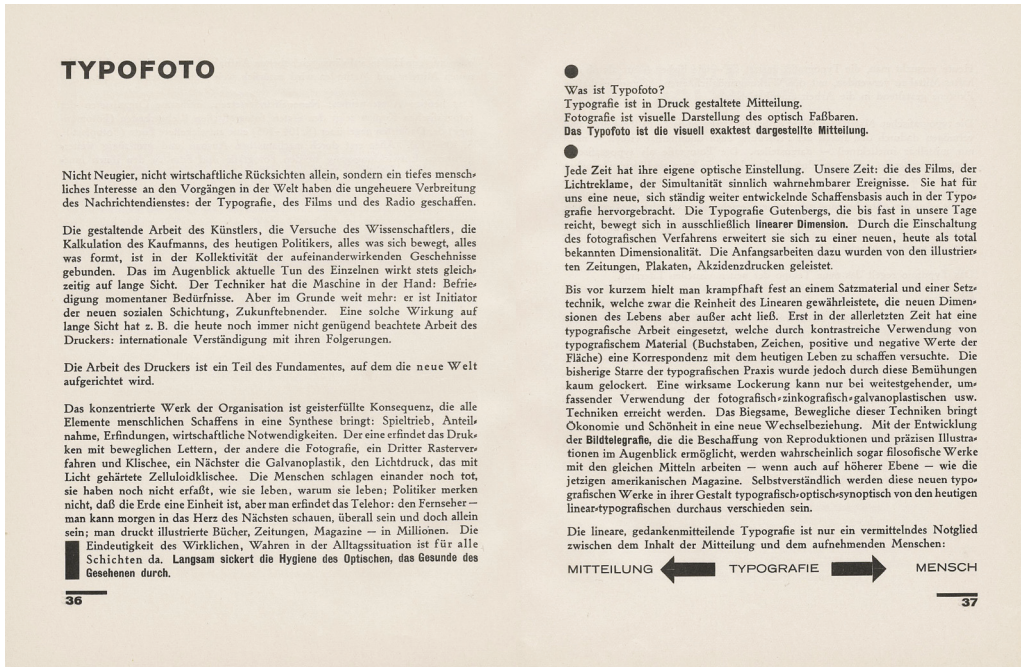 TYPOFOTO
Nicht Neugier, nicht wirtschaftliche Rücksichten allein, sondern ein tiefes mensch-
liches Interesse an den Vorgängen in der Welt haben die ungeheuere Verbreitung
des Nachrichtendienstes: der Typografie, des Films und des Radio geschaffen.
Die gestaltende Arbeit des Künstlers, die Versuche des Wissenschaftlers, die
Kalkulation des Kaufmanns, des heutigen Politikers, alles was sich bewegt, alles
was formt, ist in der Kollektivität der aufeinanderwirkenden Geschehnisse
gebunden. Das im Augenblick aktuelle Tun des Einzelnen wirkt stets gleich-
zeitig auf lange Sicht. Der Techniker hat die Maschine in der Hand: Befrie-
digung momentaner Bedürfnisse. Aber im Grunde weit mehr: er ist Initiator
der neuen sozialen Schichtung, Zukunftebnender. Eine solche Wirkung auf
lange Sicht hat z. B. die heute noch immer nicht genügend beachtete Arbeit des
Druckers: internationale Verständigung mit ihren Folgerungen.
Die Arbeit des Druckers ist ein Teil des Fundamentes, auf dem die neue Welt
aufgerichtet wird.
Das konzentrierte Werk der Organisation ist geisterfüllte Konsequenz, die alle
Elemente menschlichen Schaffens in eine Synthese bringt: Spieltrieb, Anteil-
nahme, Erfindungen, wirtschaftliche Notwendigkeiten. Der eine erfindet das Druk-
ken mit beweglichen Lettern, der andere die Fotografie, ein Dritter Rasterver-
fahren und Klischee, ein Nächster die Galvanoplastik, den Lichtdruck, das mit
Licht gehärtete Zelluloidklischee. Die Menschen schlagen einander noch tot,
sie haben noch nicht erfaßt, wie sie leben, warum sie leben; Politiker merken
nicht, daß die Erde eine Einheit ist, aber man erfindet das Telehor: den Fernseher —
man kann morgen in das Herz des Nächsten schauen, überall sein und doch allein
sein; man druckt illustrierte Bücher, Zeitungen, Magazine — in Millionen. Die
Eindeutigkeit des Wirklichen, Wahren in der Alltagssituation ist für alle
Schichten da. Langsam sickert die Hygiene des Optischen, das Gesunde des
Gesehenen durch.
36
Was ist Typofoto?
Typografie ist in Druck gestaltete Mitteilung.
Fotografie ist visuelle Darstellung des optisch Faßbaren.
Das Typofoto ist die visuell exaktest dargestellte Mitteilung.
Jede Zeit hat ihre eigene optische Einstellung. Unsere Zeit: die des Films, der
Lichtreklame, der Simultanität sinnlich wahrnehmbarer Ereignisse. Sie hat für
uns eine neue, sich ständig weiter entwickelnde Schaffensbasis auch in der Typo-
grafie hervorgebracht. Die Typografie Gutenbergs, die bis fast in unsere Tage
reicht, bewegt sich in ausschließlich linearer Dimension. Durch die Einschaltung
des fotografischen Verfahrens erweitert sie sich zu einer neuen, heute als total
bekannten Dimensionalität. Die Anfangsarbeiten dazu wurden von den illustrier-
ten Zeitungen, Plakaten, Akzidenzdrucken geleistet.
Bis vor kurzem hielt man krampfhaft fest an einem Satzmaterial und einer Setz-
technik, welche zwar die Reinheit des Linearen gewährleistete, die neuen Dimen-
sionen des Lebens aber außer acht ließ. Erst in der allerletzten Zeit hat eine
typografische Arbeit eingesetzt, welche durch kontrastreiche Verwendung von
typografischem Material (Buchstaben, Zeichen, positive und negative Werte der
Fläche) eine Korrespondenz mit dem heutigen Leben zu schaffen versuchte. Die
bisherige Starre der typografischen Praxis wurde jedoch durch diese Bemühungen
kaum gelockert. Eine wirksame Lockerung kann nur bei weitestgehender, um-
fassender Verwendung der fotografisch-zinkografisch-galvanoplastischen usw.
Techniken erreicht werden. Das Biegsame, Bewegliche dieser Techniken bringt
Ökonomie und Schönheit in eine neue Wechselbeziehung. Mit der Entwicklung
der Bildtelegrafie, die die Beschaffung von Reproduktionen und präzisen Illustra-
tionen im Augenblick ermöglicht, werden wahrscheinlich sogar filosofische Werke
mit den gleichen Mitteln arbeiten — wenn auch auf höherer Ebene — wie die
jetzigen amerikanischen Magazine. Selbstverständlich werden diese neuen typo-
grafischen Werke in ihrer Gestalt typografisch-optisch-synoptisch von den heutigen
linear-typografischen durchaus verschieden sein.
Die lineare, gedankenmitteilende Typografie ist nur ein vermittelndes Notglied
zwischen dem Inhalt der Mitteilung und dem aufnehmenden Menschen:
MITTEILUNG TYPOGRAFIE MENSCH
37